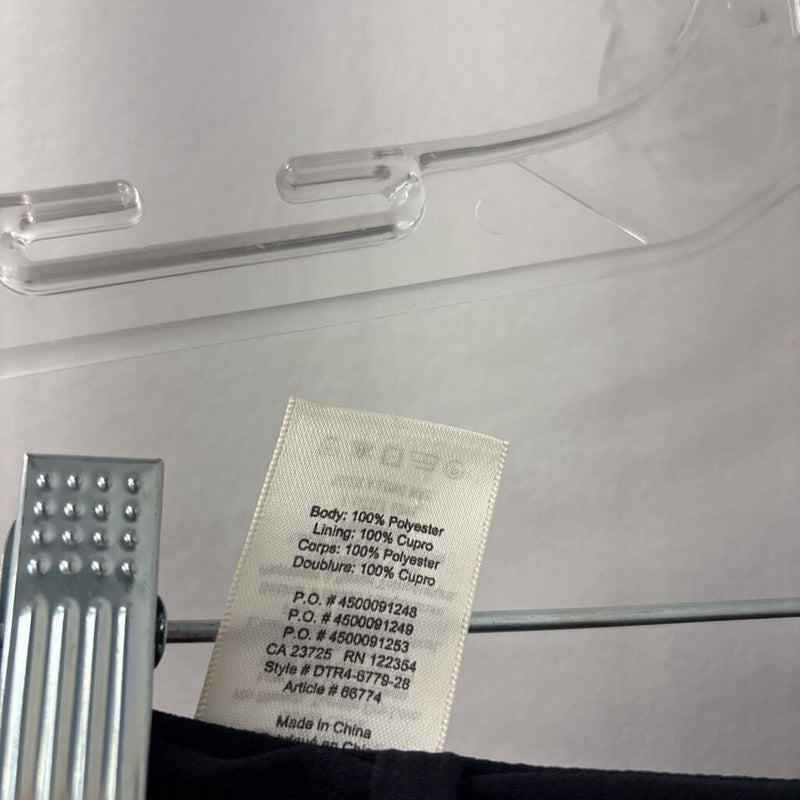 Body: 100% Polyester
Lining: 100% Cupro
Corps: 100% Polyester
Doublure: 100% Cupro
P.O. # 4500091248
P.O. # 4500091249
P.O. # 4500091253
CA 23725 RN 122354
Style # DTR4-6779-28
Article # 66774
Made in China
en